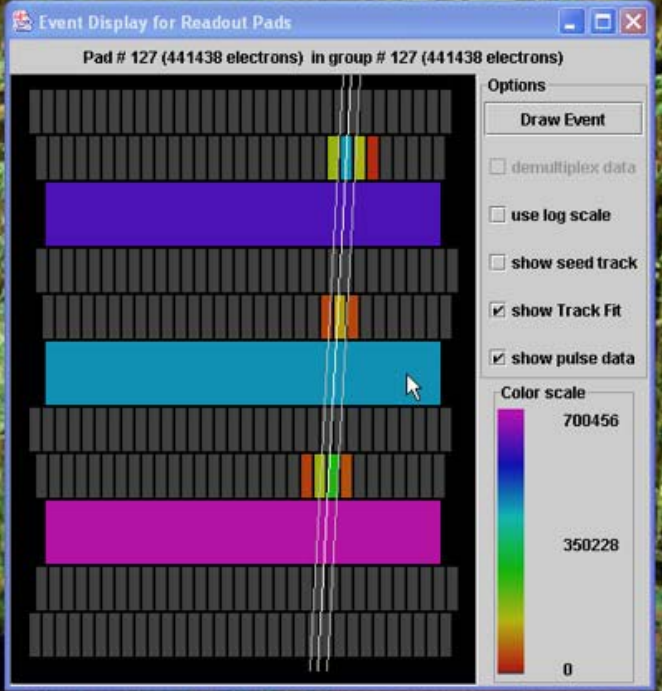 Event Display for Readout Pads
Pad # 127 (441438 electrons) in group # 127 (441438 electrons)
Options
Draw Event
demultiplex data
use log scale
show seed track
show Track Fit
show pulse data
Color scale
700456
350228
0